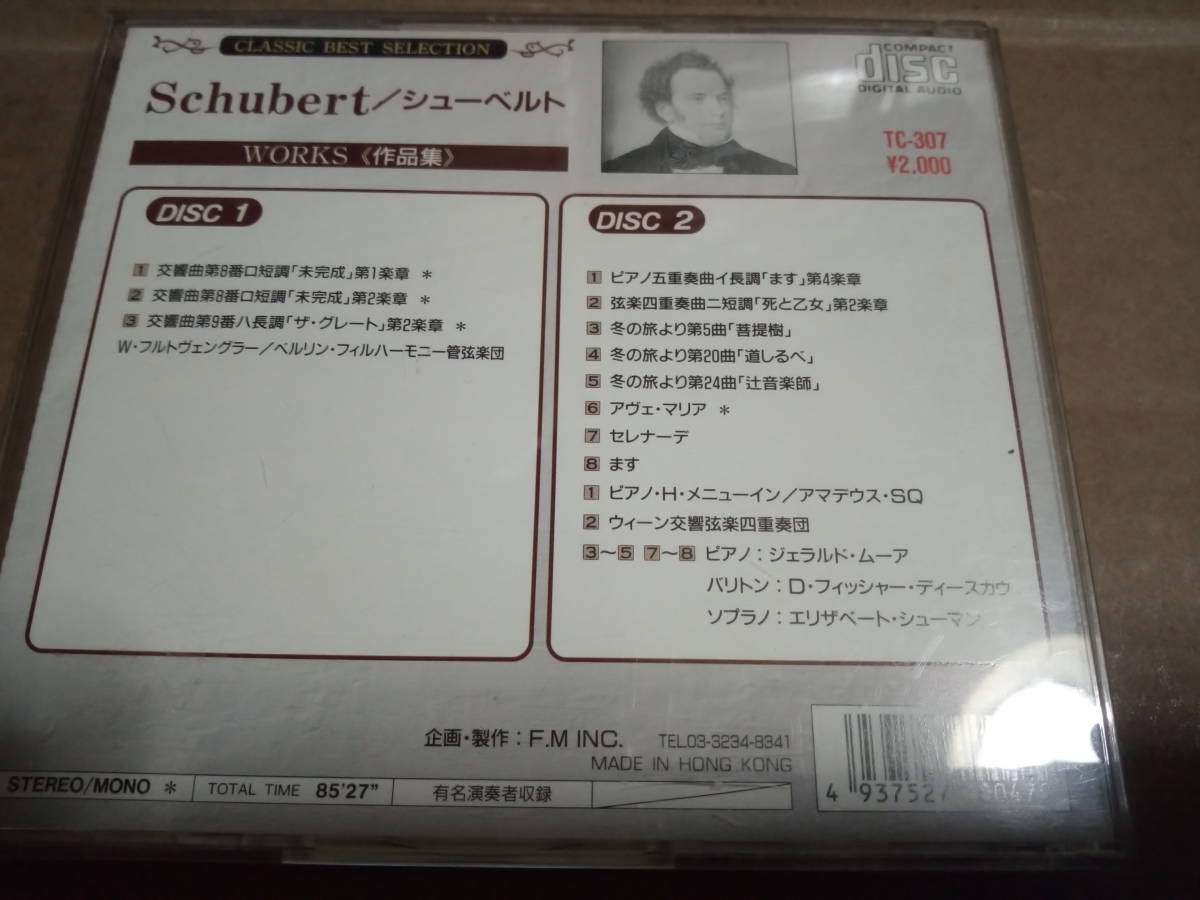 CLASSIC BEST SELECTION
Schubert/シューベルト
WORKS《作品集》
COMPACT
disc
DIGITAL AUDIO
TC-307
¥2,000
DISC 1
1 交響曲第8番ロ短調「未完成」第1楽章 *
2 交響曲第8番ロ短調「未完成」第2楽章 *
3 交響曲第9番ハ長調「ザ・グレート」第2楽章 *
W・フルトヴェングラー/ベルリン・フィルハーモニー管弦楽団
DISC 2
1 ピアノ五重奏曲イ長調「ます」第4楽章
2 弦楽四重奏曲ニ短調「死と乙女」第2楽章
3 冬の旅より第5曲「菩提樹」
4 冬の旅より第20曲「道しるべ」
5 冬の旅より第24曲「辻音楽師」
6 アヴェ・マリア *
7 セレナーデ
8 ます
1 ピアノ・H・メニューイン/アマデウス・SQ
2 ウィーン交響弦楽四重奏団
3〜5 7〜8 ピアノ:ジェラルド・ムーア
バリトン:D・フィッシャー・ディースカウ
ソプラノ:エリザベート・シューマン
企画・製作:F.M INC. TEL03-3234-8341
MADE IN HONG KONG
STEREO/MONO * TOTAL TIME 85'27" 有名演奏者収録
4 937527